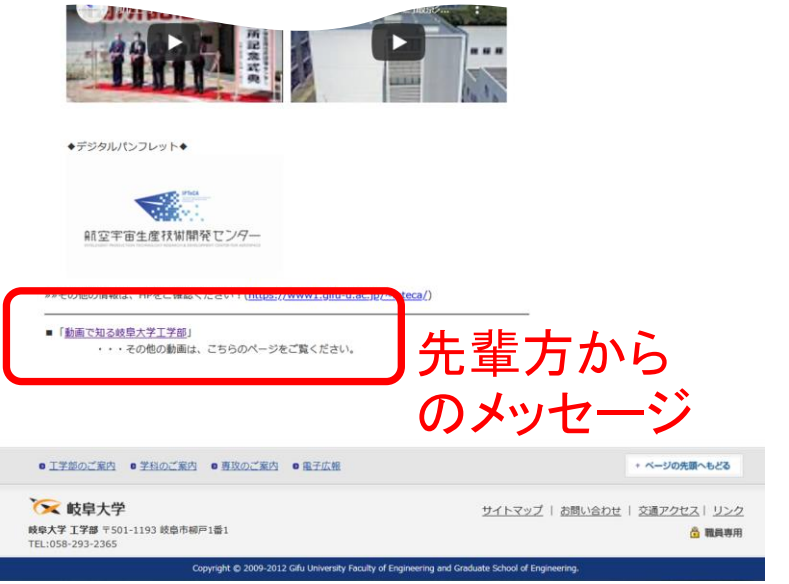 所
記
念
式
典
◆デジタルパンフレット◆
IPTeCA
航空宇宙生産技術開発センター
»その他の情報は、HPをご確認ください！(https://www1.gifu-u.ac.jp/~ipteca/)
■「動画で知る岐阜大学工学部」
・・・その他の動画は、こちらのページをご覧ください。
先輩方から
のメッセージ
工学部のご案内 学科のご案内 専攻のご案内 電子広報
ページの先頭へもどる
岐阜大学
サイトマップ | お問い合わせ | 交通アクセス | リンク
岐阜大学 工学部 〒501-1193 岐阜市柳戸1番1
職員専用
TEL:058-293-2365
Copyright © 2009-2012 Gifu University Faculty of Engineering and Graduate School of Engineering.